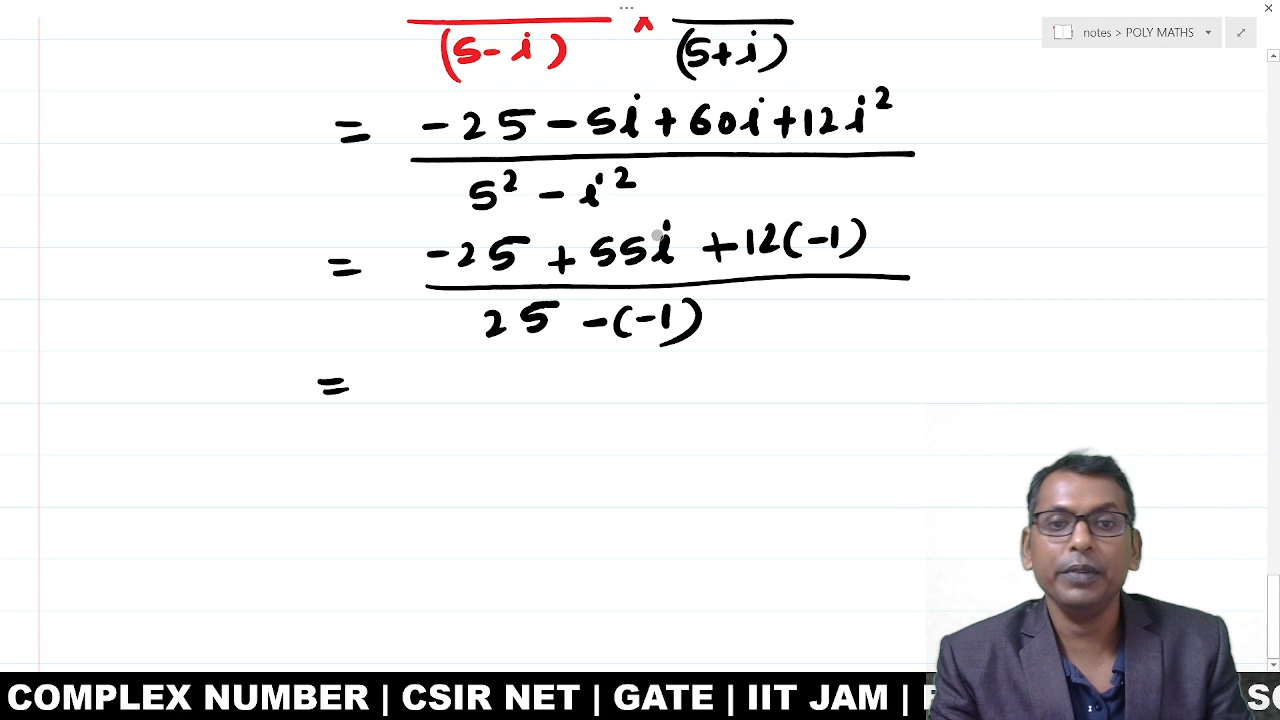 notes > POLY MATHS
(5-i) × (5+i)
= -25 - 5i + 60i + 12i²
5² - i²
= -25 + 55i + 12(-1)
25 - (-1)
=
COMPLEX NUMBER | CSIR NET | GATE | IIT JAM |